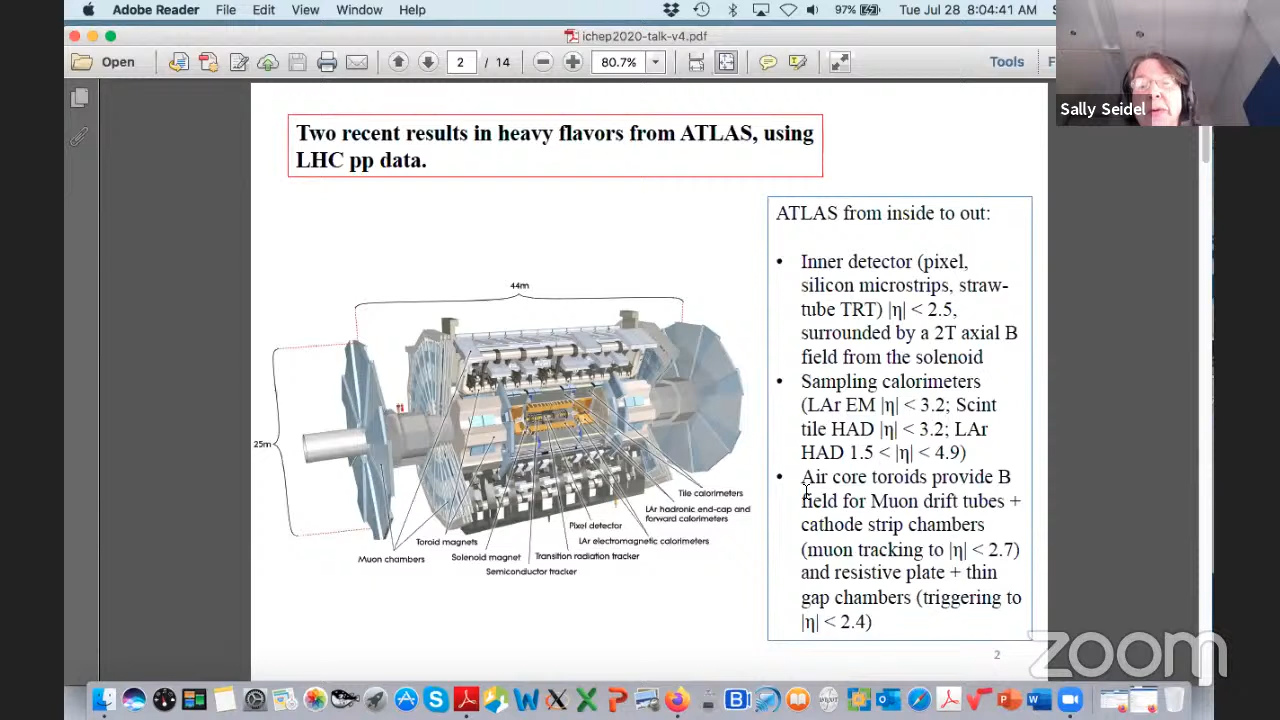 Adobe Reader File Edit View Window Help 97% Tue Jul 28 8:04:41 AM
ichep2020-talk-v4.pdf
Open 2 / 14 80.7% Tools
Sally Seidel
Two recent results in heavy flavors from ATLAS, using
LHC pp data.
44m
25m
Tile calorimeters
LAr hadronic end-cap and
forward calorimeters
Pixel detector
LAr electromagnetic calorimeters
Toroid magnets
Muon chambers
Solenoid magnet
Transition radiation tracker
Semiconductor tracker
ATLAS from inside to out:
• Inner detector (pixel,
silicon microstrips, straw-
tube TRT) |η| < 2.5,
surrounded by a 2T axial B
field from the solenoid
• Sampling calorimeters
(LAr EM |η| < 3.2; Scint
tile HAD |η| < 3.2; LAr
HAD 1.5 < |η| < 4.9)
• Air core toroids provide B
field for Muon drift tubes +
cathode strip chambers
(muon tracking to |η| < 2.7)
and resistive plate + thin
gap chambers (triggering to
|η| < 2.4)
2
zoom